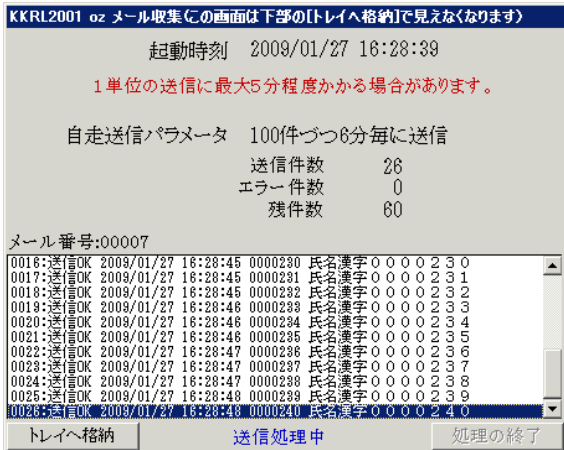 KKRL2001 oz メール収集(この画面は下部の[トレイへ格納]で見えなくなります)
起動時刻 2009/01/27 16:28:39
1単位の送信に最大5分程度かかる場合があります。
自走送信パラメータ 100件づつ6分毎に送信
送信件数 26
エラー件数 0
残件数 60
メール番号:00007
0016:送信OK 2009/01/27 16:28:45 0000230 氏名漢字0000230
0017:送信OK 2009/01/27 16:28:45 0000231 氏名漢字0000231
0018:送信OK 2009/01/27 16:28:45 0000232 氏名漢字0000232
0019:送信OK 2009/01/27 16:28:46 0000233 氏名漢字0000233
0020:送信OK 2009/01/27 16:28:46 0000234 氏名漢字0000234
0021:送信OK 2009/01/27 16:28:46 0000235 氏名漢字0000235
0022:送信OK 2009/01/27 16:28:47 0000236 氏名漢字0000236
0023:送信OK 2009/01/27 16:28:47 0000237 氏名漢字0000237
0024:送信OK 2009/01/27 16:28:47 0000238 氏名漢字0000238
0025:送信OK 2009/01/27 16:28:48 0000239 氏名漢字0000239
0026:送信OK 2009/01/27 16:28:48 0000240 氏名漢字0000240
トレイへ格納 送信処理中 処理の終了